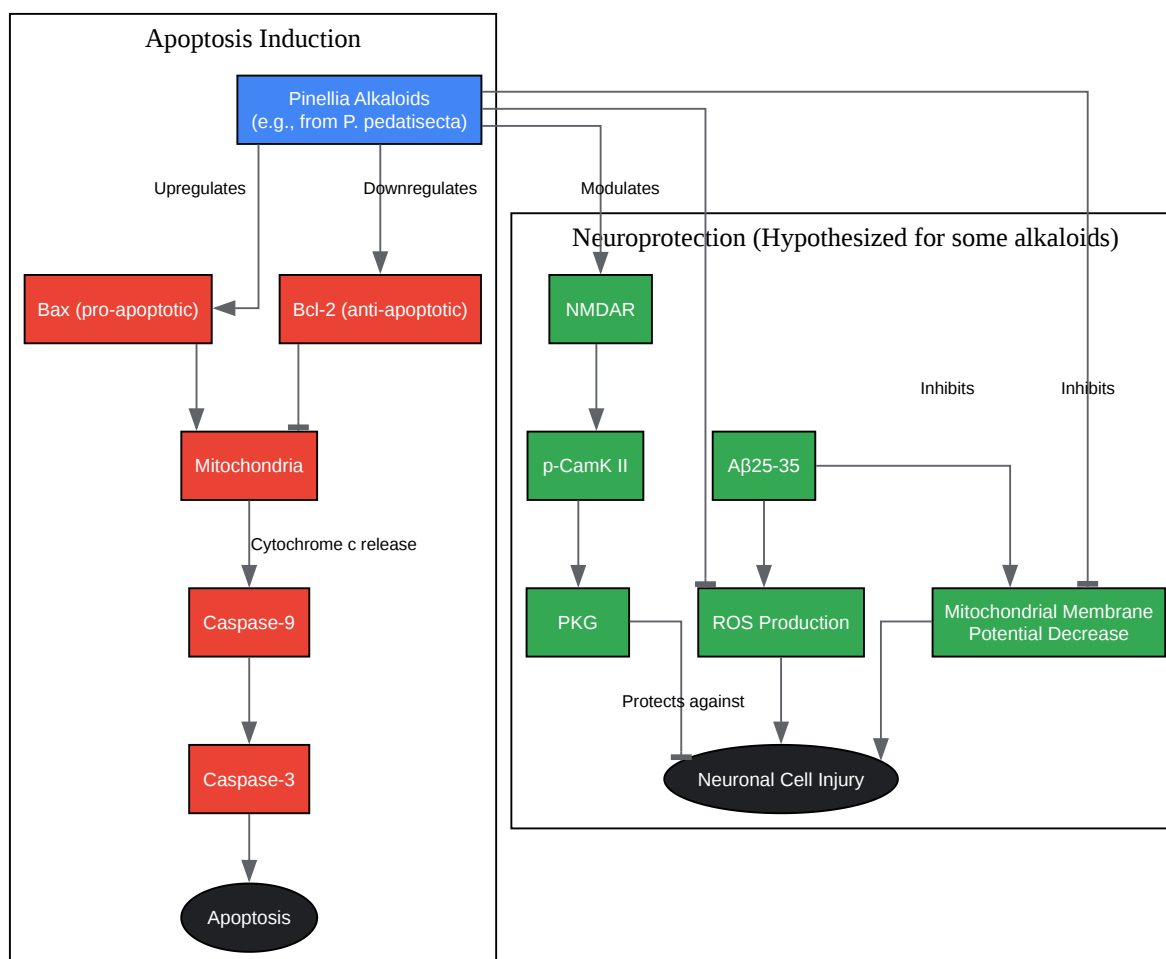 Apoptosis Induction
Pinellia Alkaloids
(e.g., from P. pedatisecta)
Upregulates
Downregulates
Modulates
Neuroprotection (Hypothesized for some alkaloids)
Bax (pro-apoptotic)
Bcl-2 (anti-apoptotic)
NMDAR
Inhibits
Inhibits
Mitochondria
p-CamK II
Aβ25-35
Cytochrome c release
Caspase-9
PKG
ROS Production
Mitochondrial Membrane
Potential Decrease
Protects against
Caspase-3
Neuronal Cell Injury
Apoptosis